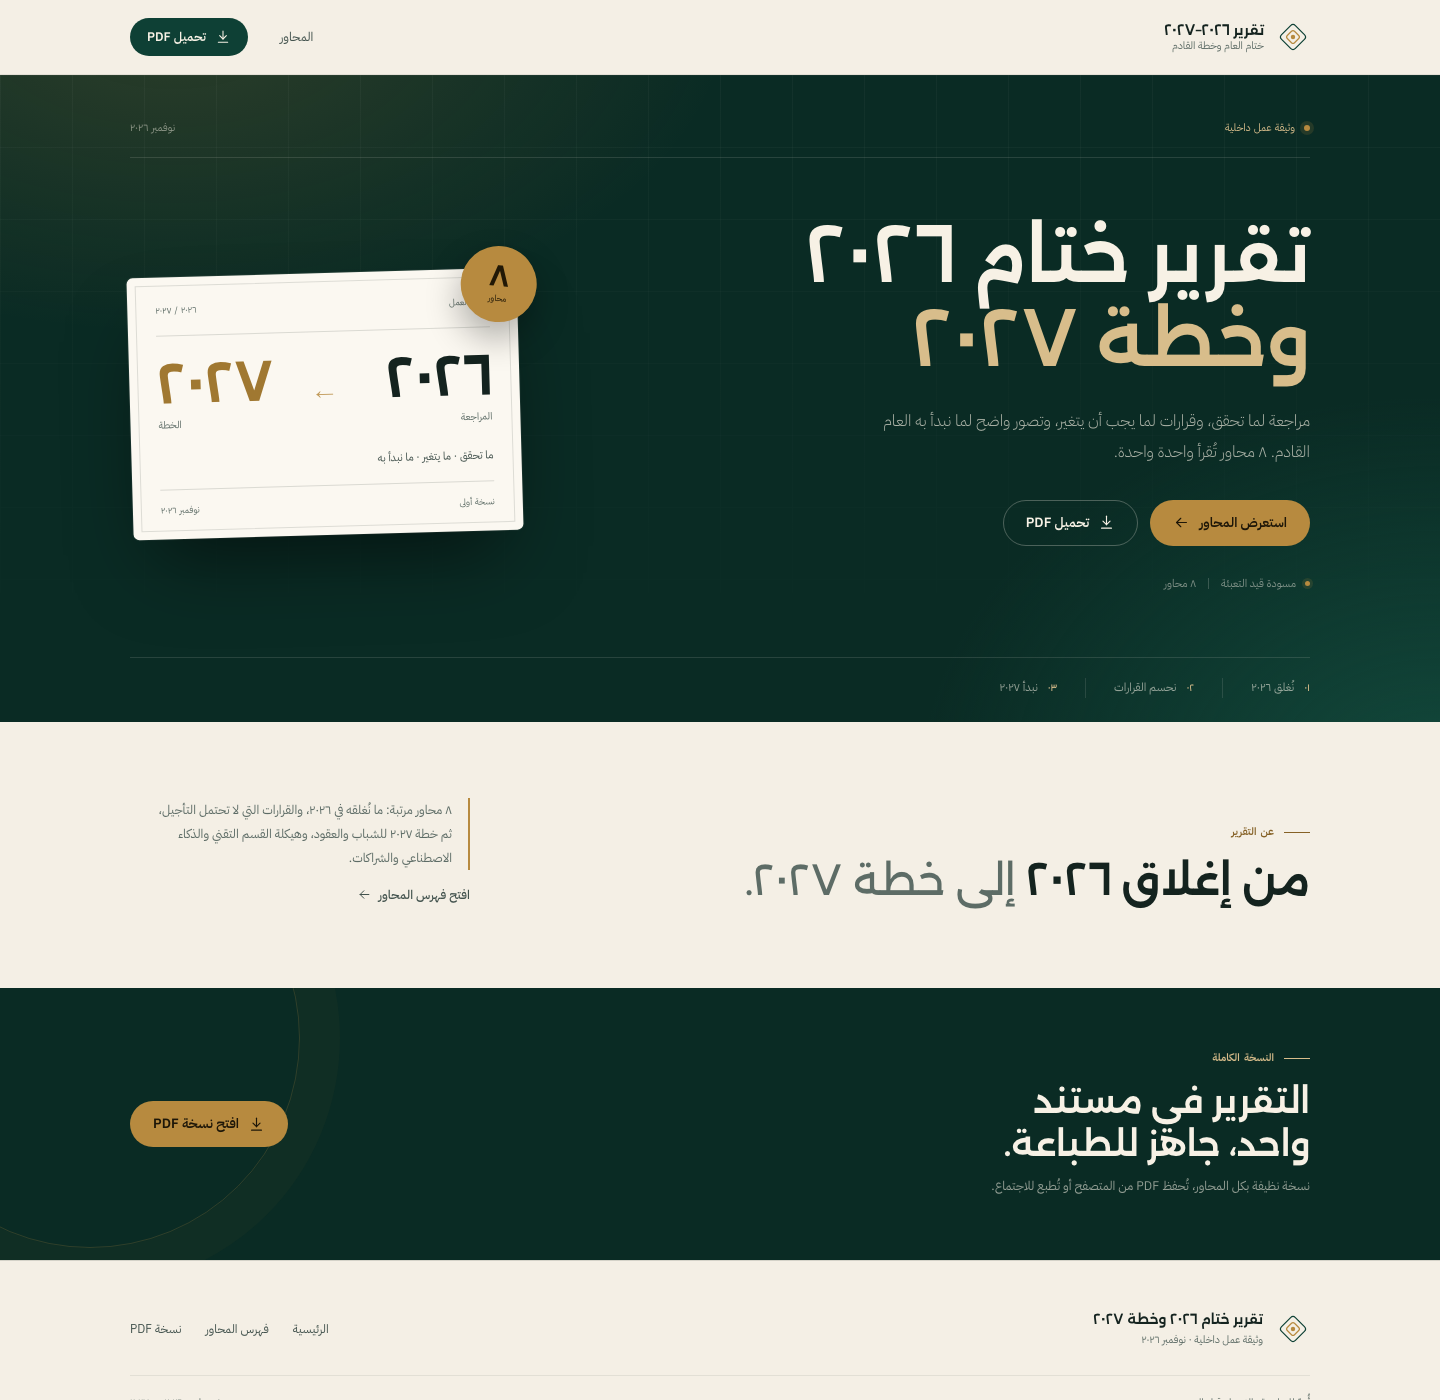 تقرير ٢٠٢٦–٢٠٢٧
ختام العام وخطة القادم
المحاور
تحميل PDF
وثيقة عمل داخلية
نوفمبر ٢٠٢٦
تقرير ختام ٢٠٢٦
وخطة ٢٠٢٧
مراجعة لما تحقق، وقرارات لما يجب أن يتغير، وتصور واضح لما نبدأ به العام
القادم. ٨ محاور تُقرأ واحدة واحدة.
استعرض المحاور ←
تحميل PDF
مسودة قيد التعبئة
٨ محاور
٨
محاور
٢٠٢٦ / ٢٠٢٧
٢٠٢٦
المراجعة
←
٢٠٢٧
الخطة
ما تحقق · ما يتغير · ما نبدأ به
نسخة أولى
نوفمبر ٢٠٢٦
٠١ نُغلق ٢٠٢٦
٠٢ نحسم القرارات
٠٣ نبدأ ٢٠٢٧
عن التقرير
من إغلاق ٢٠٢٦ إلى خطة ٢٠٢٧.
٨ محاور مرتبة: ما نُغلقه في ٢٠٢٦، والقرارات التي لا تحتمل التأجيل،
ثم خطة ٢٠٢٧ للشباب والعقود، وهيكلة القسم التقني والذكاء
الاصطناعي والشراكات.
افتح فهرس المحاور ←
النسخة الكاملة
التقرير في مستند
واحد، جاهز للطباعة.
نسخة نظيفة بكل المحاور، تُحفظ PDF من المتصفح أو تُطبع للاجتماع.
افتح نسخة PDF
تقرير ختام ٢٠٢٦ وخطة ٢٠٢٧
وثيقة عمل داخلية · نوفمبر ٢٠٢٦
الرئيسية
فهرس المحاور
نسخة PDF